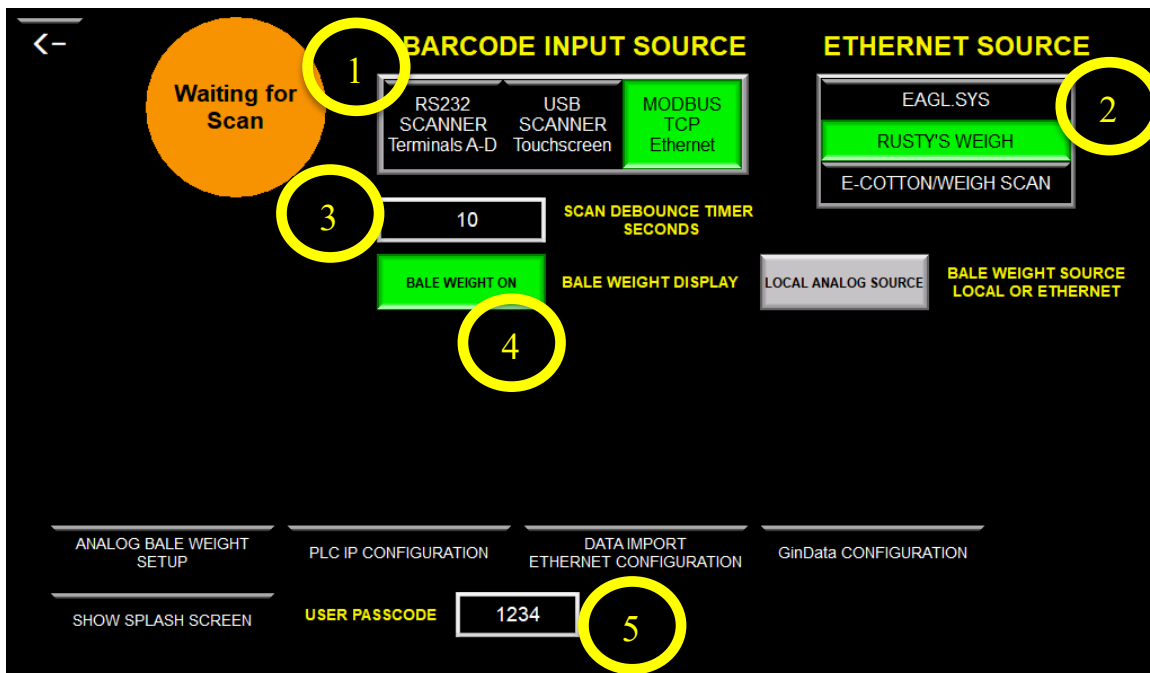 <-
Waiting for
Scan
1
BARCODE INPUT SOURCE
RS232
SCANNER
Terminals A-D
USB
SCANNER
Touchscreen
MODBUS
TCP
Ethernet
ETHERNET SOURCE
EAGL.SYS
RUSTY'S WEIGH
E-COTTON/WEIGH SCAN
2
3
10
SCAN DEBOUNCE TIMER
SECONDS
BALE WEIGHT ON
BALE WEIGHT DISPLAY
LOCAL ANALOG SOURCE
BALE WEIGHT SOURCE
LOCAL OR ETHERNET
4
ANALOG BALE WEIGHT
SETUP
PLC IP CONFIGURATION
DATA IMPORT
ETHERNET CONFIGURATION
GinData CONFIGURATION
SHOW SPLASH SCREEN
USER PASSCODE
1234
5